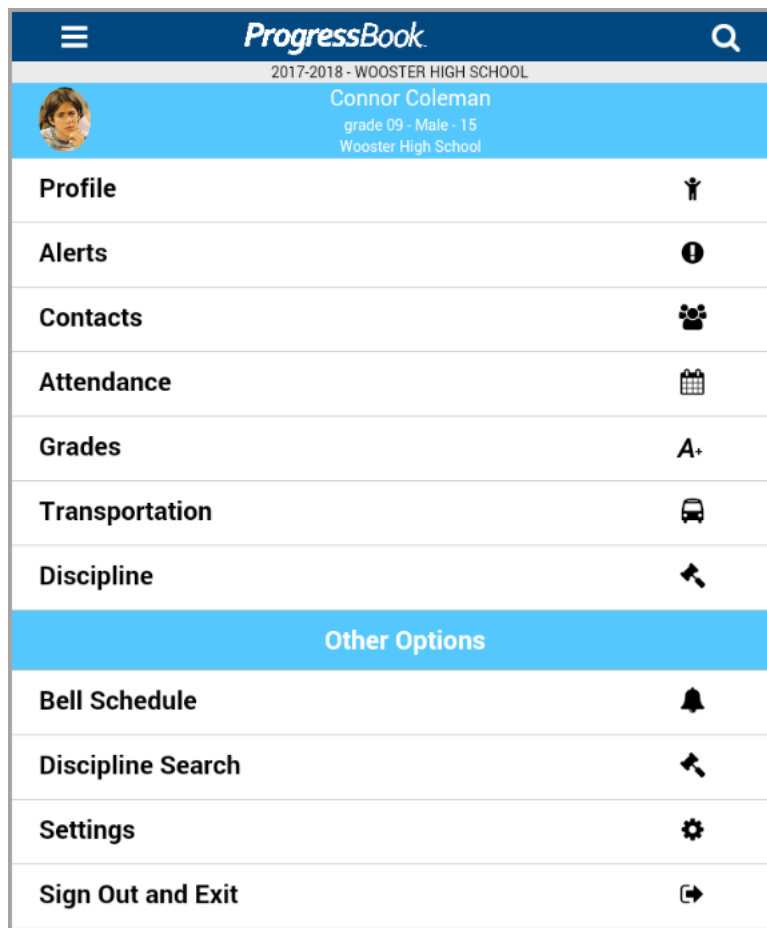 ProgressBook
2017-2018 - WOOSTER HIGH SCHOOL
Connor Coleman
grade 09 - Male - 15
Wooster High School
Profile
Alerts
Contacts
Attendance
Grades A+
Transportation
Discipline
Other Options
Bell Schedule
Discipline Search
Settings
Sign Out and Exit